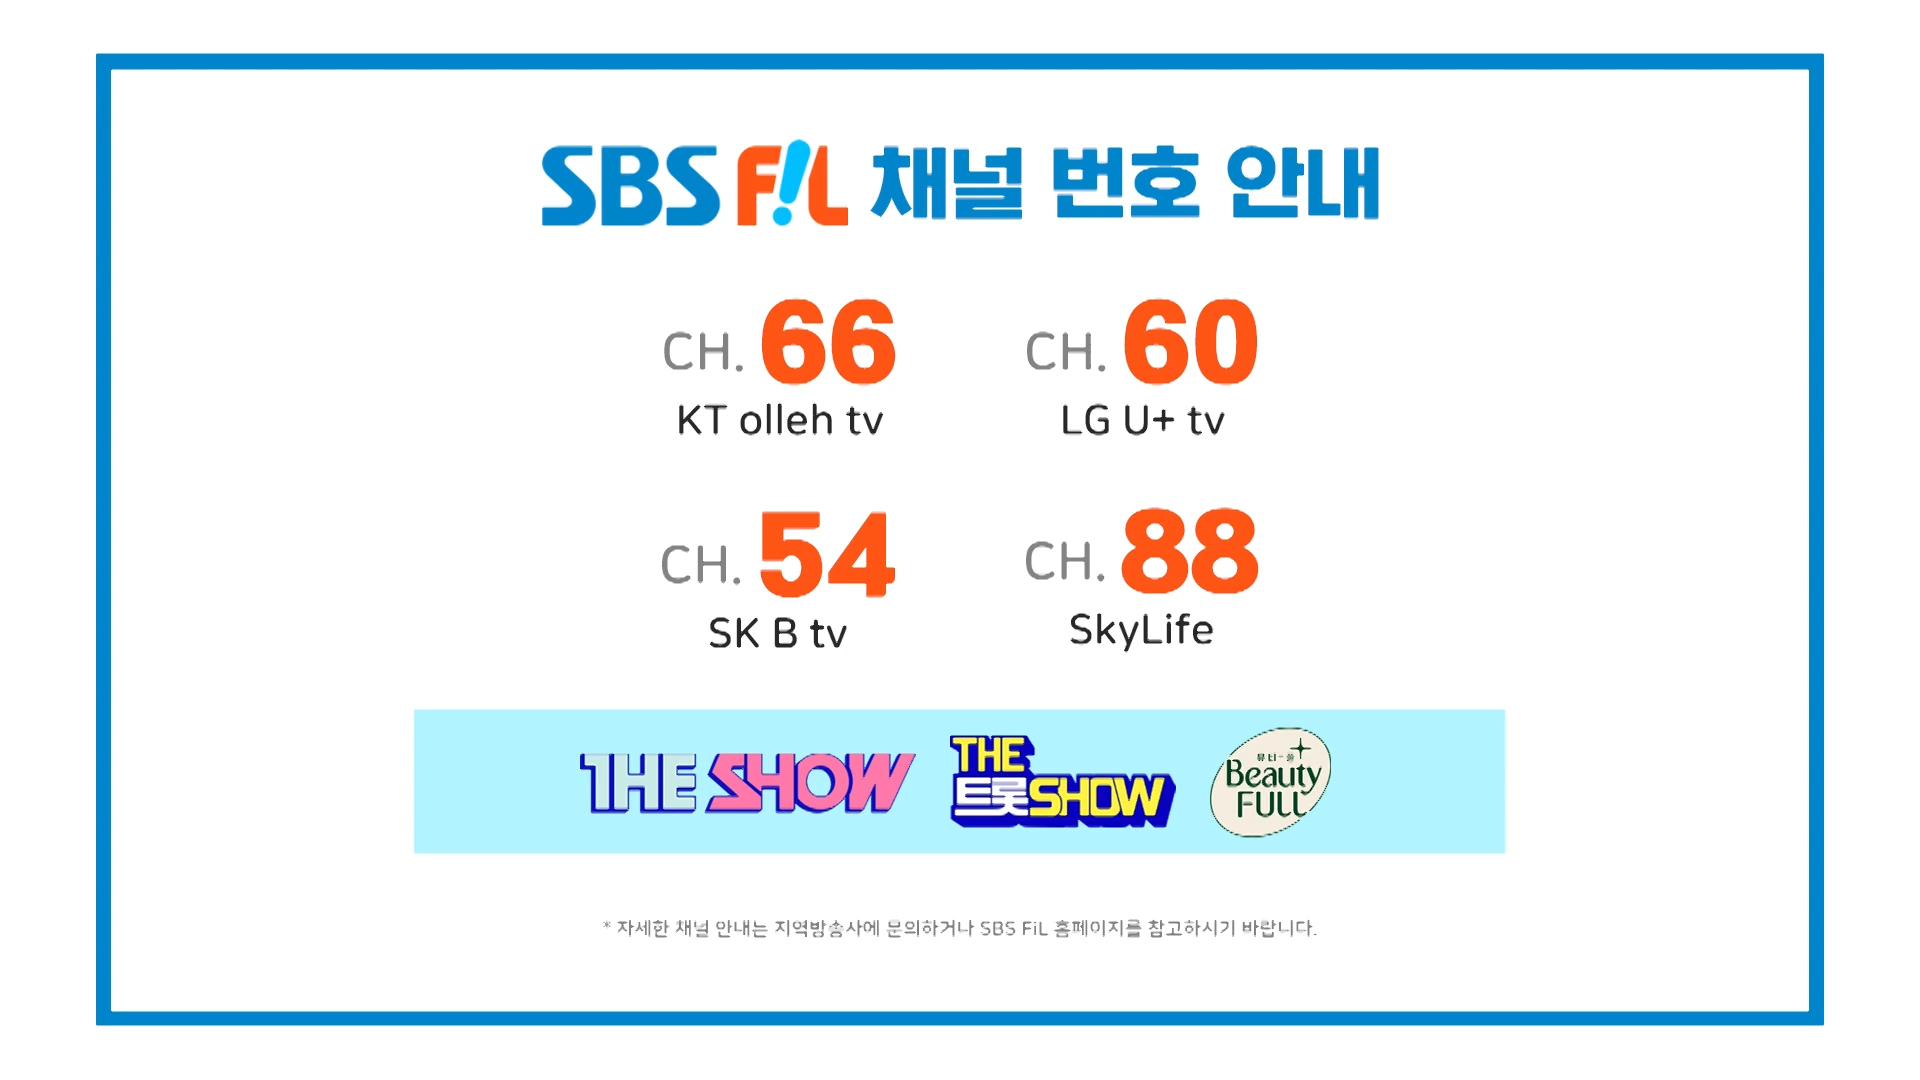 SBS F!L 채널 번호 안내
CH. 66
KT olleh tv
CH. 60
LG U+ tv
CH. 54
SK B tv
CH. 88
SkyLife
THE SHOW
THE
트롯SHOW
뷰티-풀
Beauty
FULL
* 자세한 채널 안내는 지역방송사에 문의하거나 SBS FiL 홈페이지를 참고하시기 바랍니다.